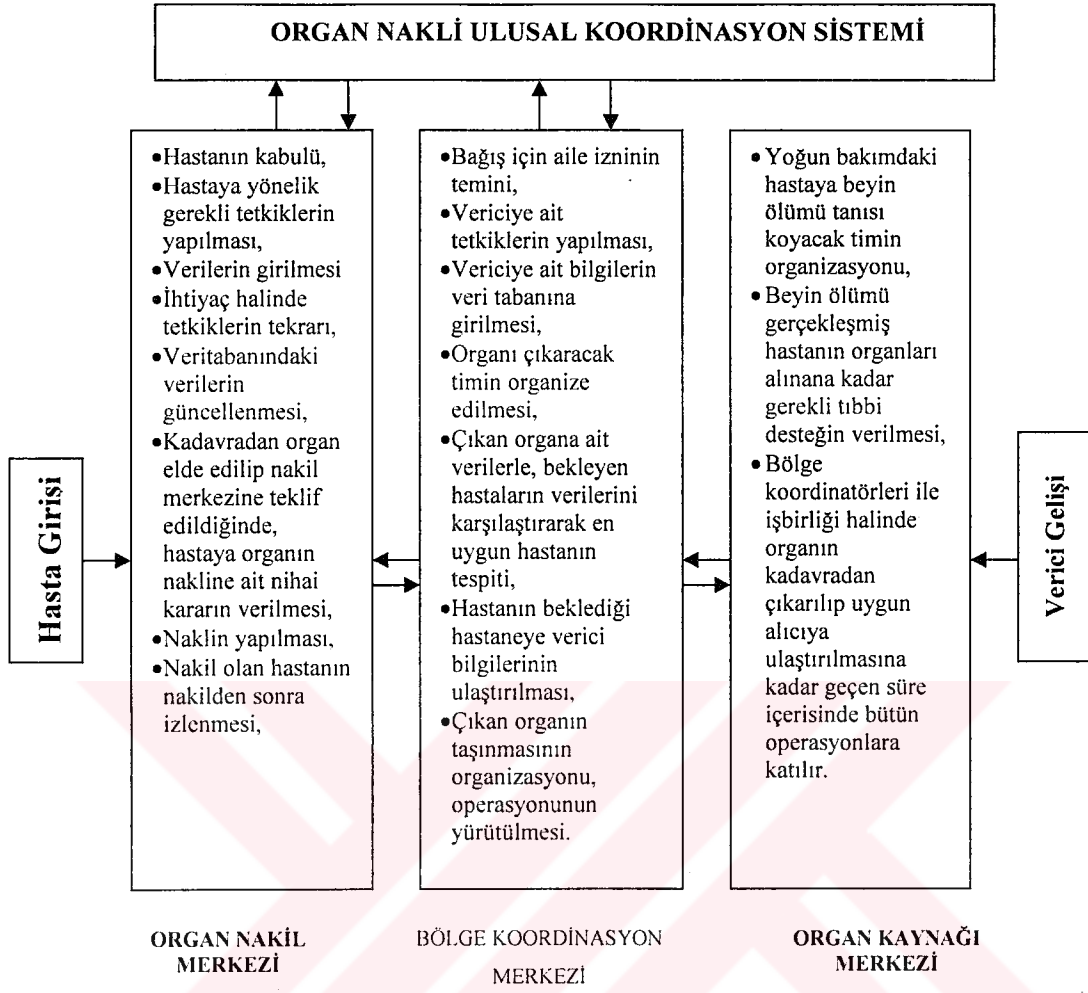 ORGAN NAKLİ ULUSAL KOORDİNASYON SİSTEMİ
Hasta Girişi
•Hastanın kabulü,
•Hastaya yönelik
gerekli tetkiklerin
yapılması,
•Verilerin girilmesi
•İhtiyaç halinde
tetkiklerin tekrarı,
•Veritabanındaki
verilerin
güncellenmesi,
•Kadavradan organ
elde edilip nakil
merkezine teklif
edildiğinde,
hastaya organın
nakline ait nihai
kararın verilmesi,
•Naklin yapılması,
•Nakil olan hastanın
nakilden sonra
izlenmesi,
ORGAN NAKİL
MERKEZİ
•Bağış için aile izninin
temini,
•Vericiye ait
tetkiklerin yapılması,
•Vericiye ait bilgilerin
veri tabanına
girilmesi,
•Organı çıkaracak
timin organize
edilmesi,
•Çıkan organa ait
verilerle, bekleyen
hastaların verilerini
karşılaştırarak en
uygun hastanın
tespiti,
•Hastanın beklediği
hastaneye verici
bilgilerinin
ulaştırılması,
•Çıkan organın
taşınmasının
organizasyonu,
operasyonunun
yürütülmesi.
BÖLGE KOORDİNASYON
MERKEZİ
• Yoğun bakımdaki
hastaya beyin
ölümü tanısı
koyacak timin
organizasyonu,
• Beyin ölümü
gerçekleşmiş
hastanın organları
alınana kadar
gerekli tıbbi
desteğin verilmesi,
• Bölge
koordinatörleri ile
işbirliği halinde
organın
kadavradan
çıkarılıp uygun
alıcıya
ulaştırılmasına
kadar geçen süre
içerisinde bütün
operasyonlara
katılır.
ORGAN KAYNAĞI
MERKEZİ
Verici Gelişi